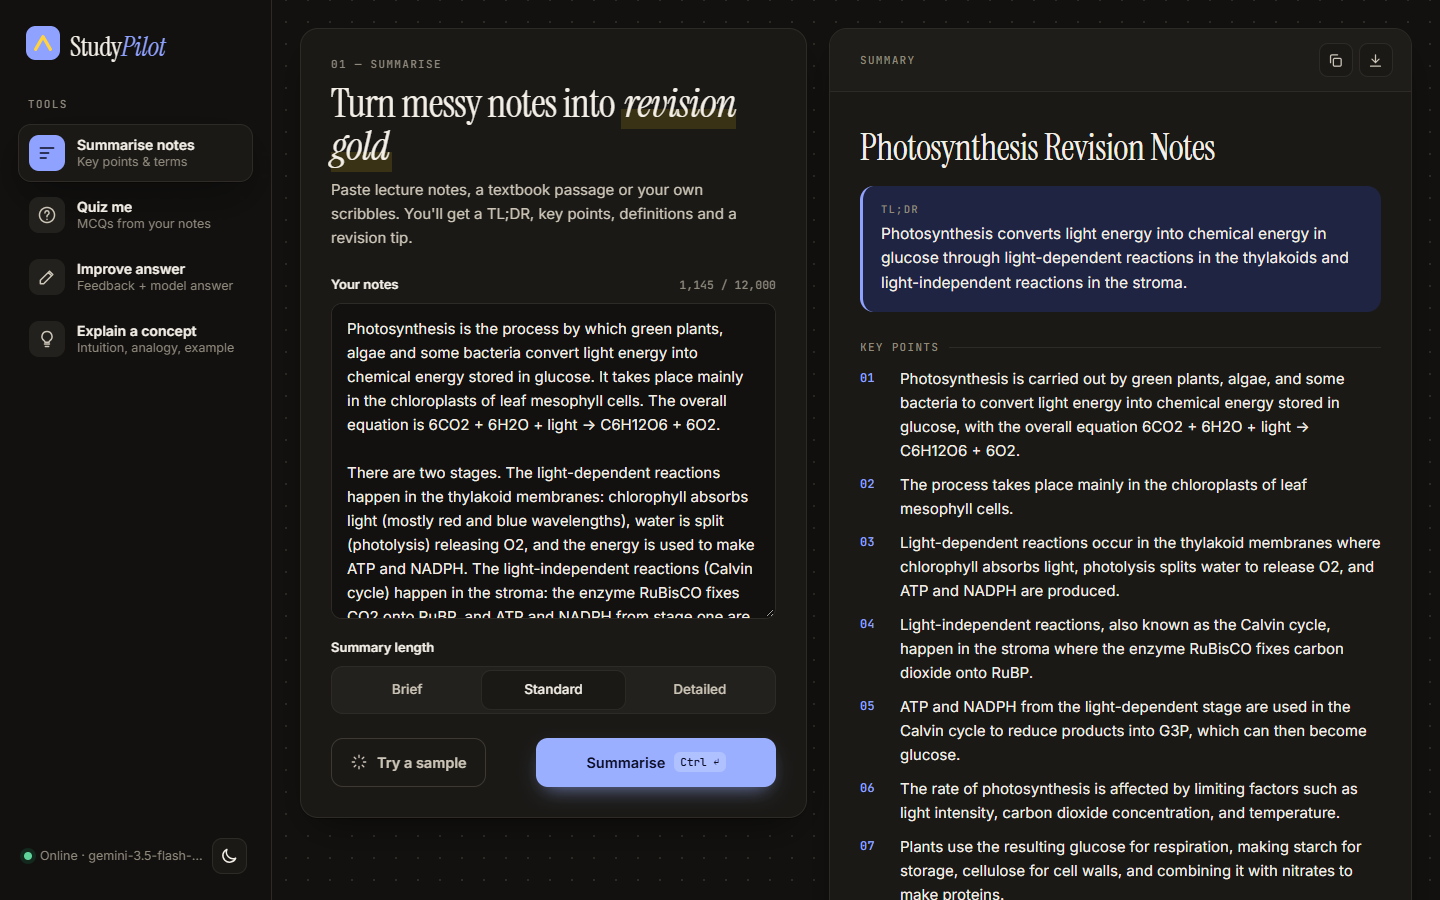 StudyPilot
TOOLS
Summarise notes
Key points & terms
Quiz me
MCQs from your notes
Improve answer
Feedback + model answer
Explain a concept
Intuition, analogy, example
Online · gemini-3.5-flash-...
01 — SUMMARISE
Turn messy notes into revision
gold
Paste lecture notes, a textbook passage or your own
scribbles. You'll get a TL;DR, key points, definitions and a
revision tip.
Your notes
1,145 / 12,000
Photosynthesis is the process by which green plants,
algae and some bacteria convert light energy into
chemical energy stored in glucose. It takes place mainly
in the chloroplasts of leaf mesophyll cells. The overall
equation is 6CO2 + 6H2O + light → C6H12O6 + 6O2.
There are two stages. The light-dependent reactions
happen in the thylakoid membranes: chlorophyll absorbs
light (mostly red and blue wavelengths), water is split
(photolysis) releasing O2, and the energy is used to make
ATP and NADPH. The light-independent reactions (Calvin
cycle) happen in the stroma: the enzyme RuBisCO fixes
CO2 onto RuBP, and ATP and NADPH from stage one are
Summary length
Brief
Standard
Detailed
Try a sample
Summarise Ctrl ⏎
SUMMARY
Photosynthesis Revision Notes
TL;DR
Photosynthesis converts light energy into chemical energy in
glucose through light-dependent reactions in the thylakoids and
light-independent reactions in the stroma.
KEY POINTS
01 Photosynthesis is carried out by green plants, algae, and some
bacteria to convert light energy into chemical energy stored in
glucose, with the overall equation 6CO2 + 6H2O + light →
C6H12O6 + 6O2.
02 The process takes place mainly in the chloroplasts of leaf
mesophyll cells.
03 Light-dependent reactions occur in the thylakoid membranes where
chlorophyll absorbs light, photolysis splits water to release O2, and
ATP and NADPH are produced.
04 Light-independent reactions, also known as the Calvin cycle,
happen in the stroma where the enzyme RuBisCO fixes carbon
dioxide onto RuBP.
05 ATP and NADPH from the light-dependent stage are used in the
Calvin cycle to reduce products into G3P, which can then become
glucose.
06 The rate of photosynthesis is affected by limiting factors such as
light intensity, carbon dioxide concentration, and temperature.
07 Plants use the resulting glucose for respiration, making starch for
storage, cellulose for cell walls, and combining it with nitrates to
make proteins.